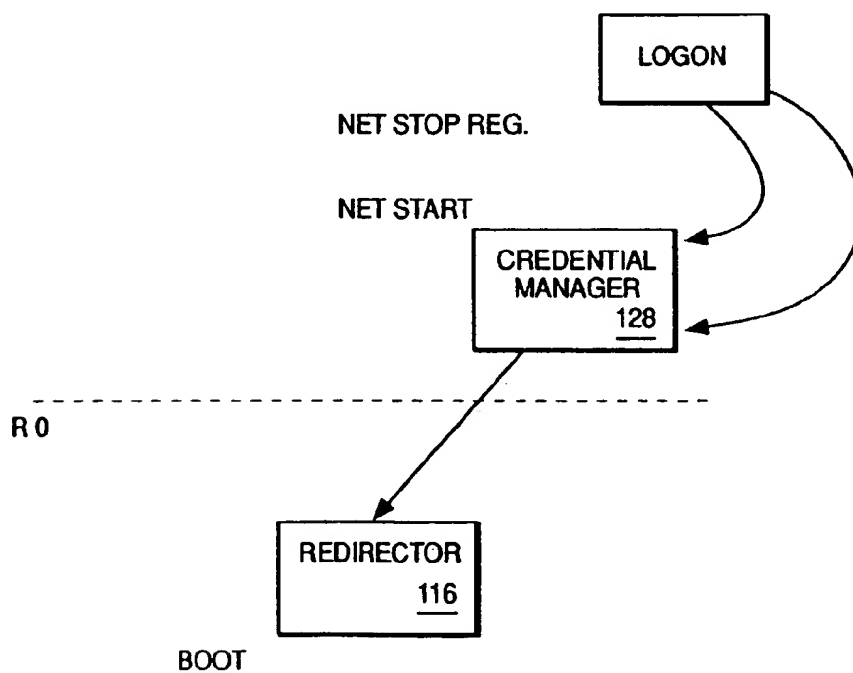 LOGON
NET STOP REG.
NET START
CREDENTIAL
MANAGER
128
R 0
REDIRECTOR
116
BOOT